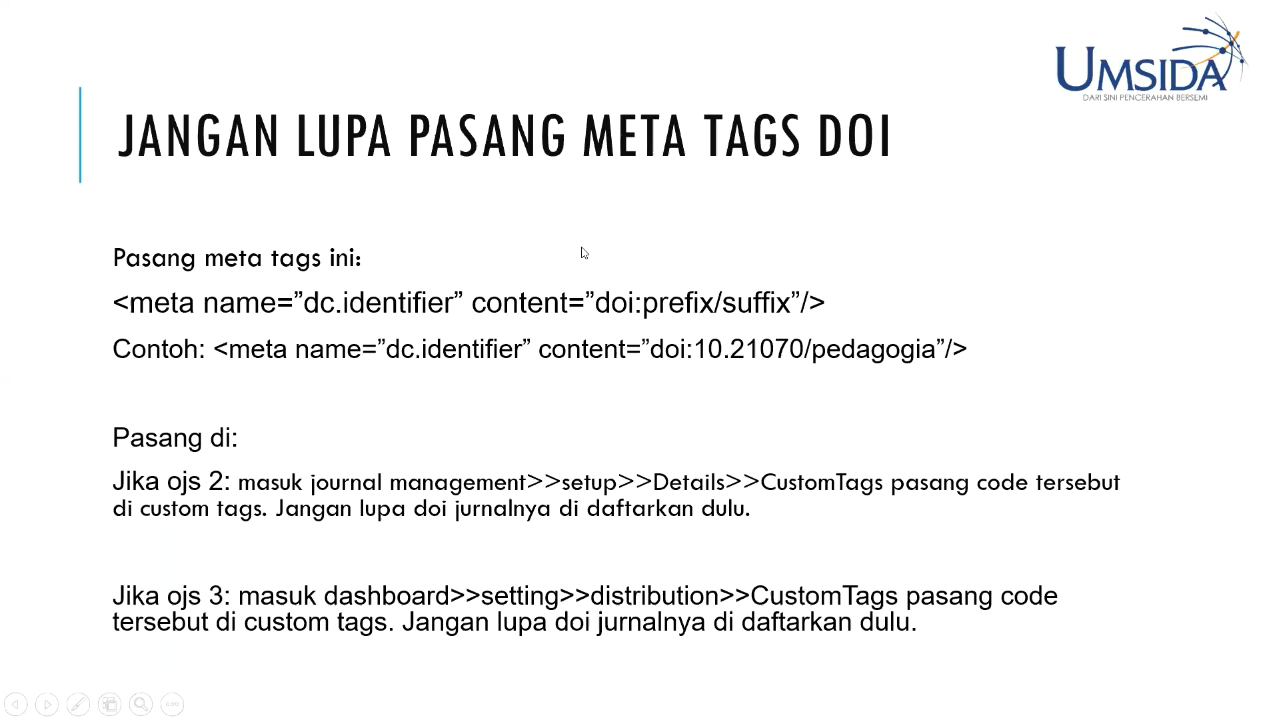 UMSIDA
DARI SINI PENCERAHAN BERSEMI
JANGAN LUPA PASANG META TAGS DOI
Pasang meta tags ini:
<meta name=”dc.identifier” content=”doi:prefix/suffix”/>
Contoh: <meta name=”dc.identifier” content=”doi:10.21070/pedagogia”/>
Pasang di:
Jika ojs 2: masuk journal management>>setup>>Details>>CustomTags pasang code tersebut
di custom tags. Jangan lupa doi jurnalnya di daftarkan dulu.
Jika ojs 3: masuk dashboard>>setting>>distribution>>CustomTags pasang code
tersebut di custom tags. Jangan lupa doi jurnalnya di daftarkan dulu.